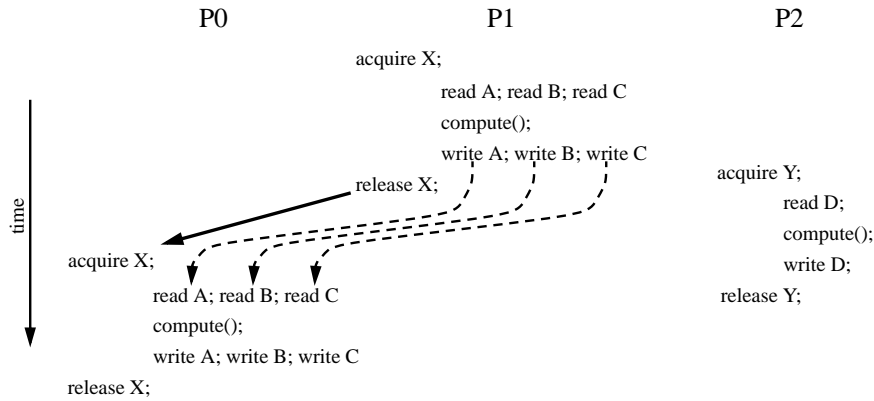 P0 P1 P2
acquire X;
read A; read B; read C
compute();
write A; write B; write C
acquire Y;
release X;
read D;
time
compute();
acquire X;
write D;
read A; read B; read C
release Y;
compute();
write A; write B; write C
release X;